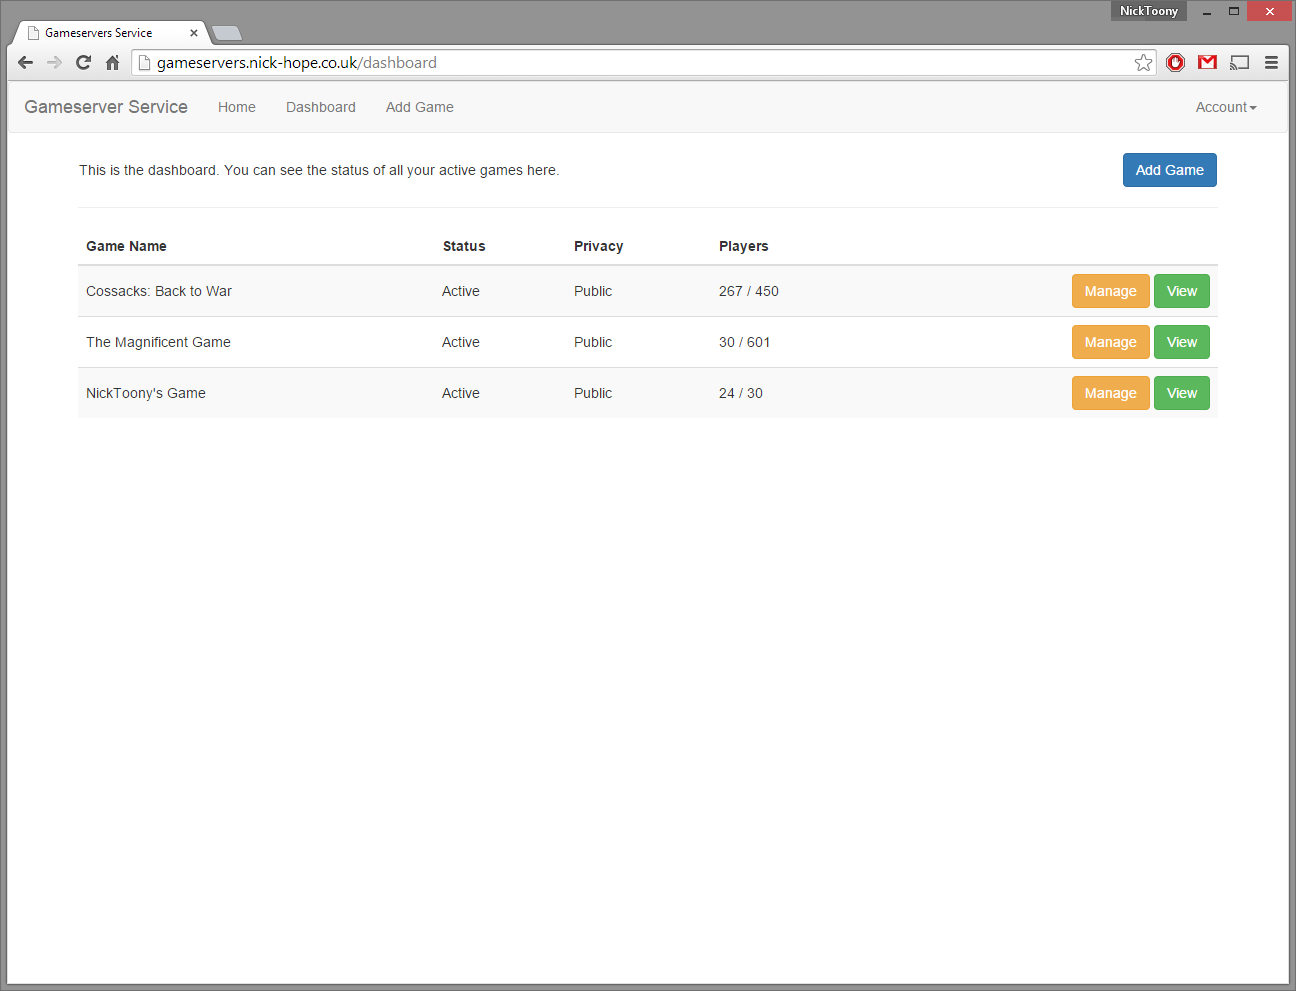 NickToony
Gameservers Service
gameservers.nick-hope.co.uk/dashboard
Gameserver Service Home Dashboard Add Game Account
This is the dashboard. You can see the status of all your active games here. Add Game
Game Name Status Privacy Players
Cossacks: Back to War Active Public 267 / 450 Manage View
The Magnificent Game Active Public 30 / 601 Manage View
NickToony's Game Active Public 24 / 30 Manage View